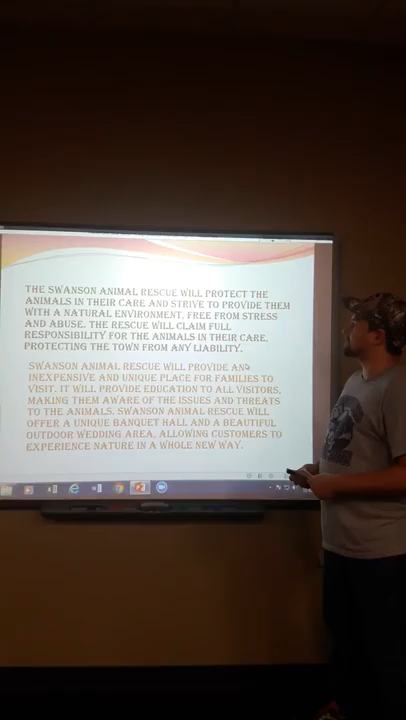 THE SWANSON ANIMAL RESCUE WILL PROTECT THE
ANIMALS IN THEIR CARE AND STRIVE TO PROVIDE THEM
WITH A NATURAL ENVIRONMENT, FREE FROM STRESS
AND ABUSE. THE RESCUE WILL CLAIM FULL
RESPONSIBILITY FOR THE ANIMALS IN THEIR CARE,
PROTECTING THE TOWN FROM ANY LIABILITY.
SWANSON ANIMAL RESCUE WILL PROVIDE AN
INEXPENSIVE AND UNIQUE PLACE FOR FAMILIES TO
VISIT. IT WILL PROVIDE EDUCATION TO ALL VISITORS,
MAKING THEM AWARE OF THE ISSUES AND THREATS
TO THE ANIMALS. SWANSON ANIMAL RESCUE WILL
OFFER A UNIQUE BANQUET HALL AND A BEAUTIFUL
OUTDOOR WEDDING AREA, ALLOWING CUSTOMERS TO
EXPERIENCE NATURE IN A WHOLE NEW WAY.